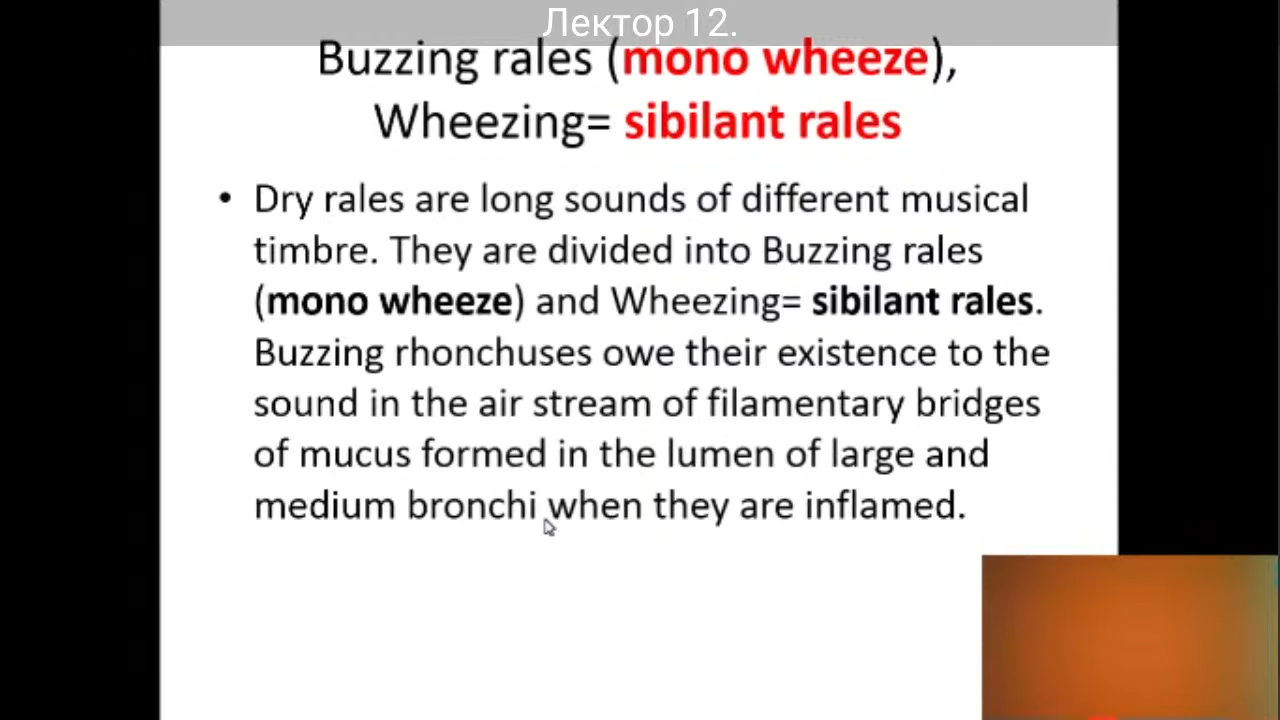 Лектор 12.
Buzzing rales (mono wheeze),
Wheezing= sibilant rales
• Dry rales are long sounds of different musical
timbre. They are divided into Buzzing rales
(mono wheeze) and Wheezing= sibilant rales.
Buzzing rhonchuses owe their existence to the
sound in the air stream of filamentary bridges
of mucus formed in the lumen of large and
medium bronchi when they are inflamed.